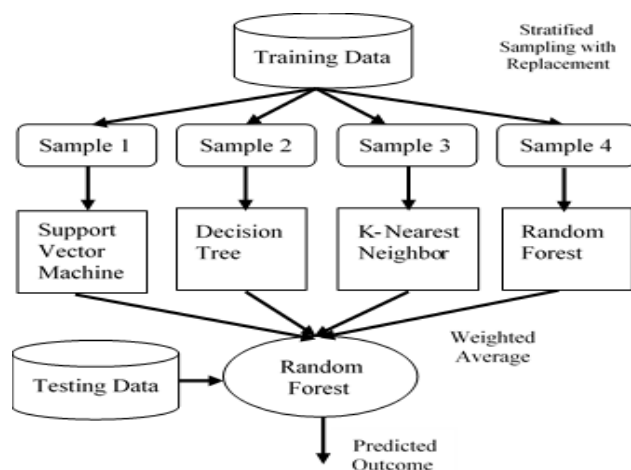 Training Data
Stratified
Sampling with
Replacement
Sample 1
Sample 2
Sample 3
Sample 4
Support
Vector
Machine
Decision
Tree
K-Nearest
Neighbor
Random
Forest
Weighted
Average
Testing Data
Random
Forest
Predicted
Outcome